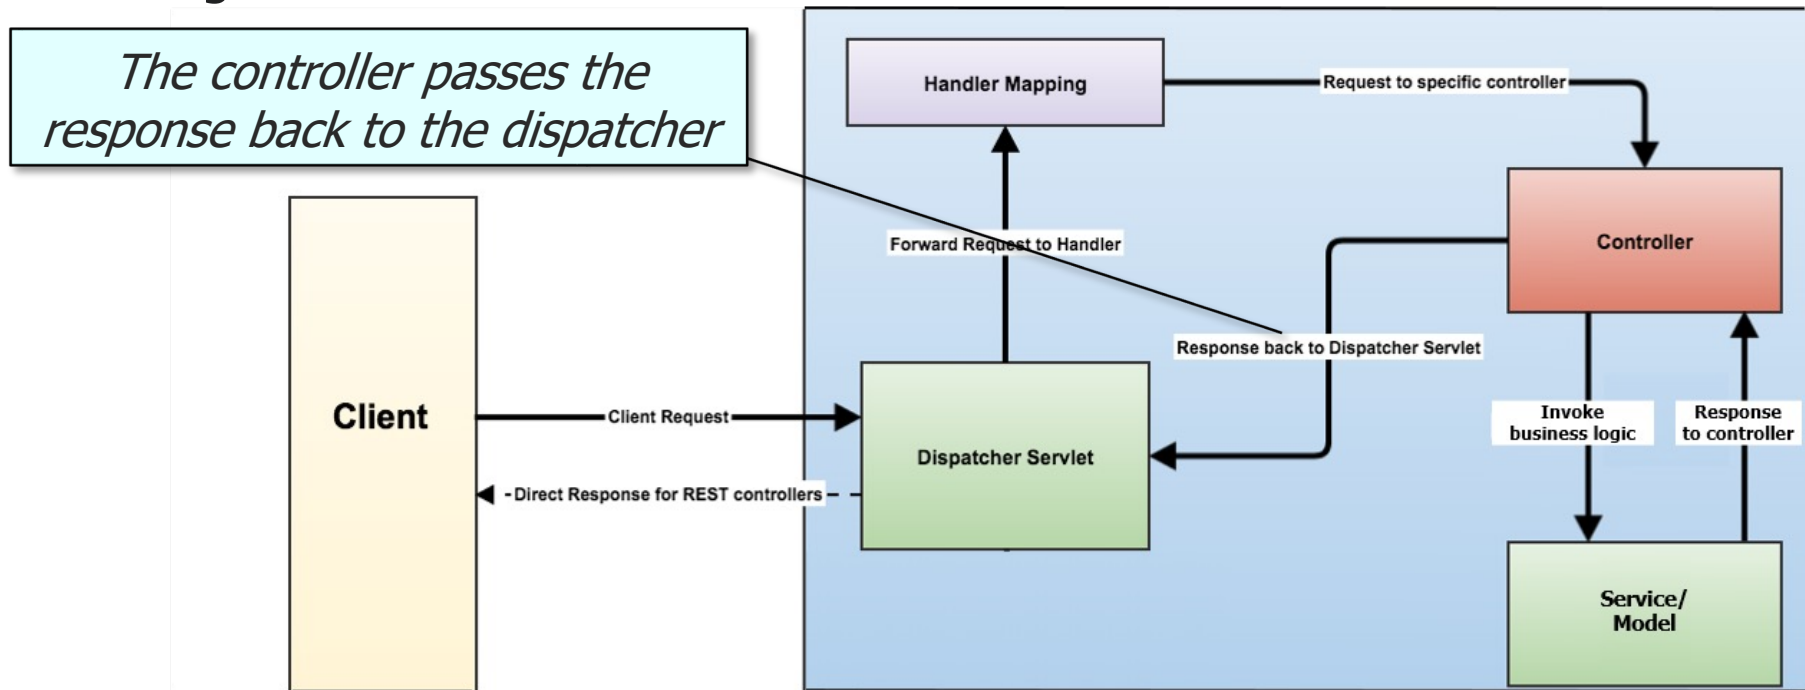 The controller passes the
response back to the dispatcher
Handler Mapping
Request to specific controller
Controller
Forward Request to Handler
Response back to Dispatcher Servlet
Client
Client Request
Dispatcher Servlet
Direct Response for REST controllers
Invoke
business logic
Response
to controller
Service/
Model